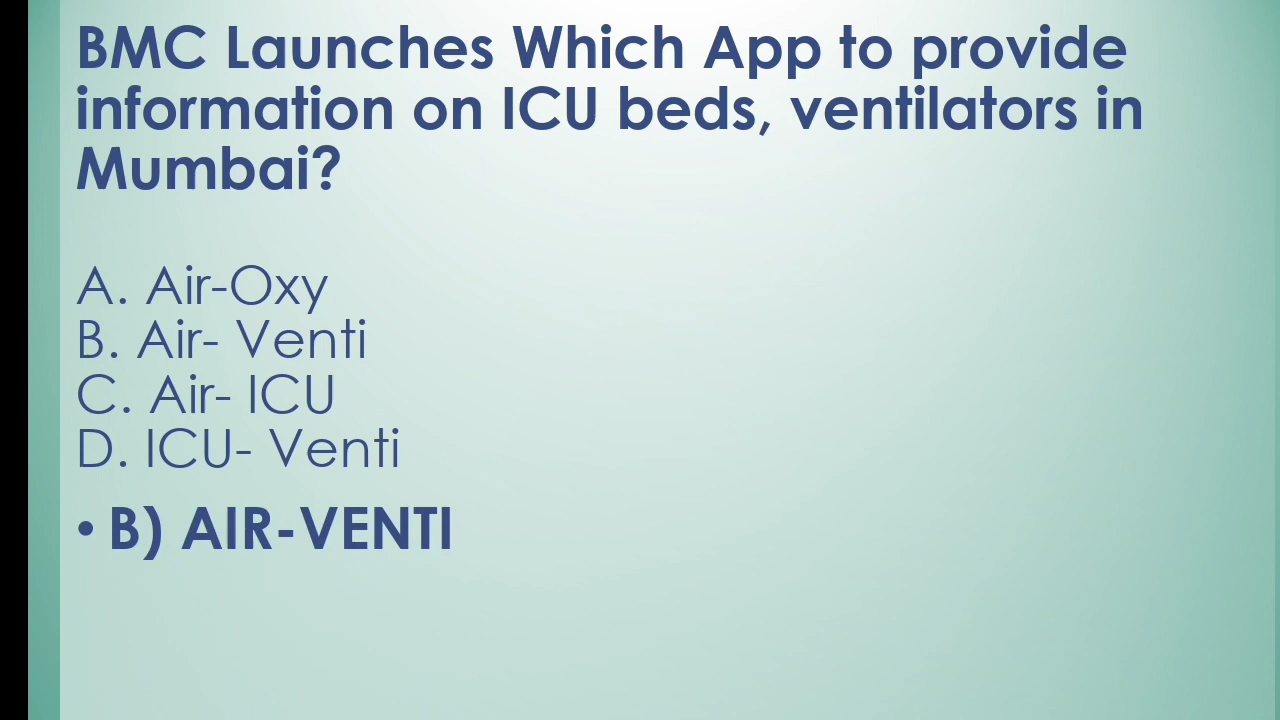 BMC Launches Which App to provide
information on ICU beds, ventilators in
Mumbai?
A. Air-Oxy
B. Air- Venti
C. Air- ICU
D. ICU- Venti
• B) AIR-VENTI